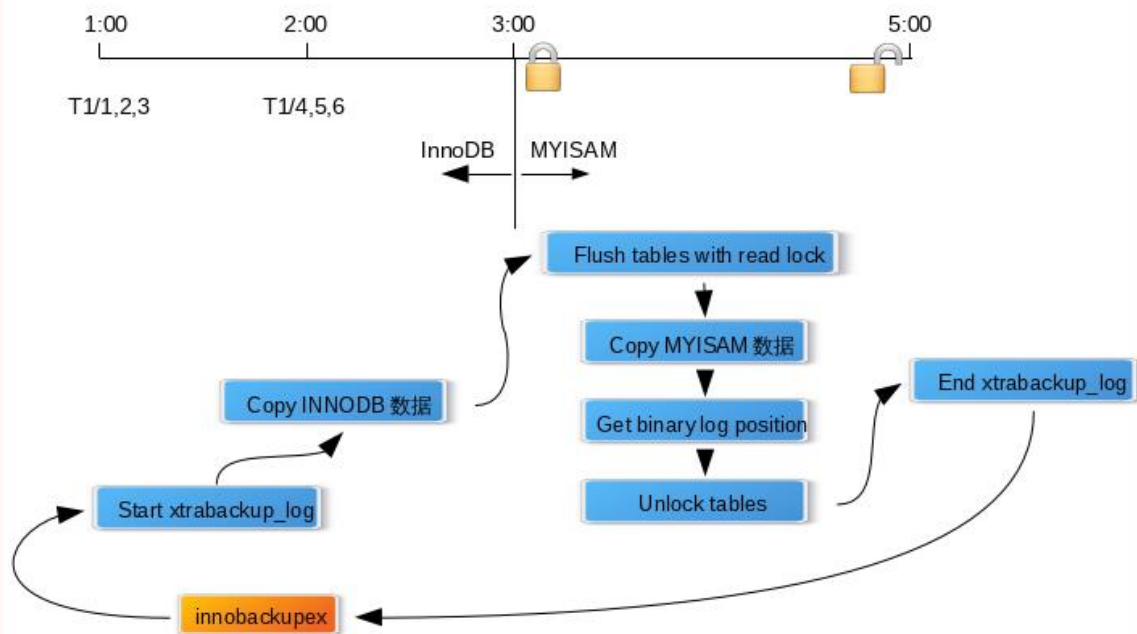 1:00
2:00
3:00
5:00
T1/1,2,3
T1/4,5,6
InnoDB
MYISAM
Flush tables with read lock
Copy MYISAM 数据
End xtrabackup_log
Copy INNODB 数据
Get binary log position
Start xtrabackup_log
Unlock tables
innobackupex